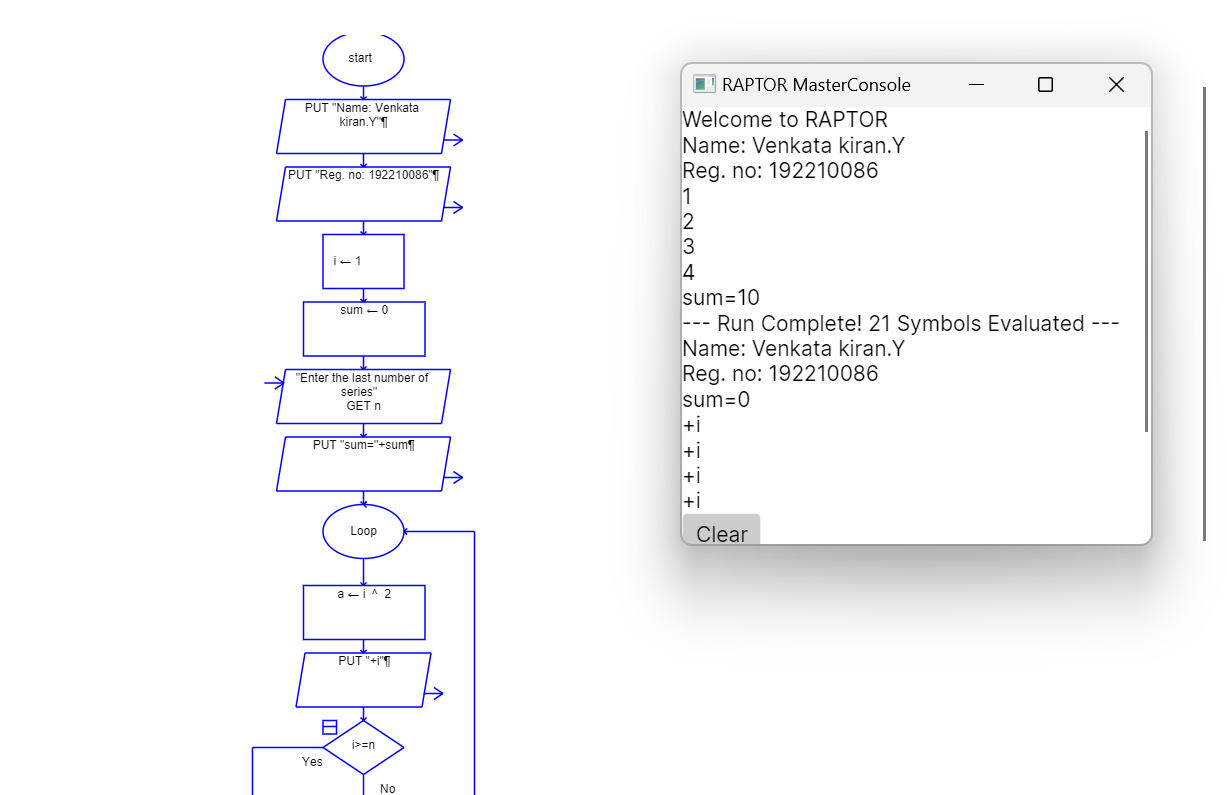 start
PUT "Name: Venkata
kiran.Y"¶
PUT "Reg. no: 192210086"¶
i ← 1
sum ← 0
"Enter the last number of
series"
GET n
PUT "sum="+sum¶
Loop
a ← i ^ 2
PUT "+i"¶
i>=n
Yes
No
RAPTOR MasterConsole
Welcome to RAPTOR
Name: Venkata kiran.Y
Reg. no: 192210086
1
2
3
4
sum=10
--- Run Complete! 21 Symbols Evaluated ---
Name: Venkata kiran.Y
Reg. no: 192210086
sum=0
+i
+i
+i
+i
Clear